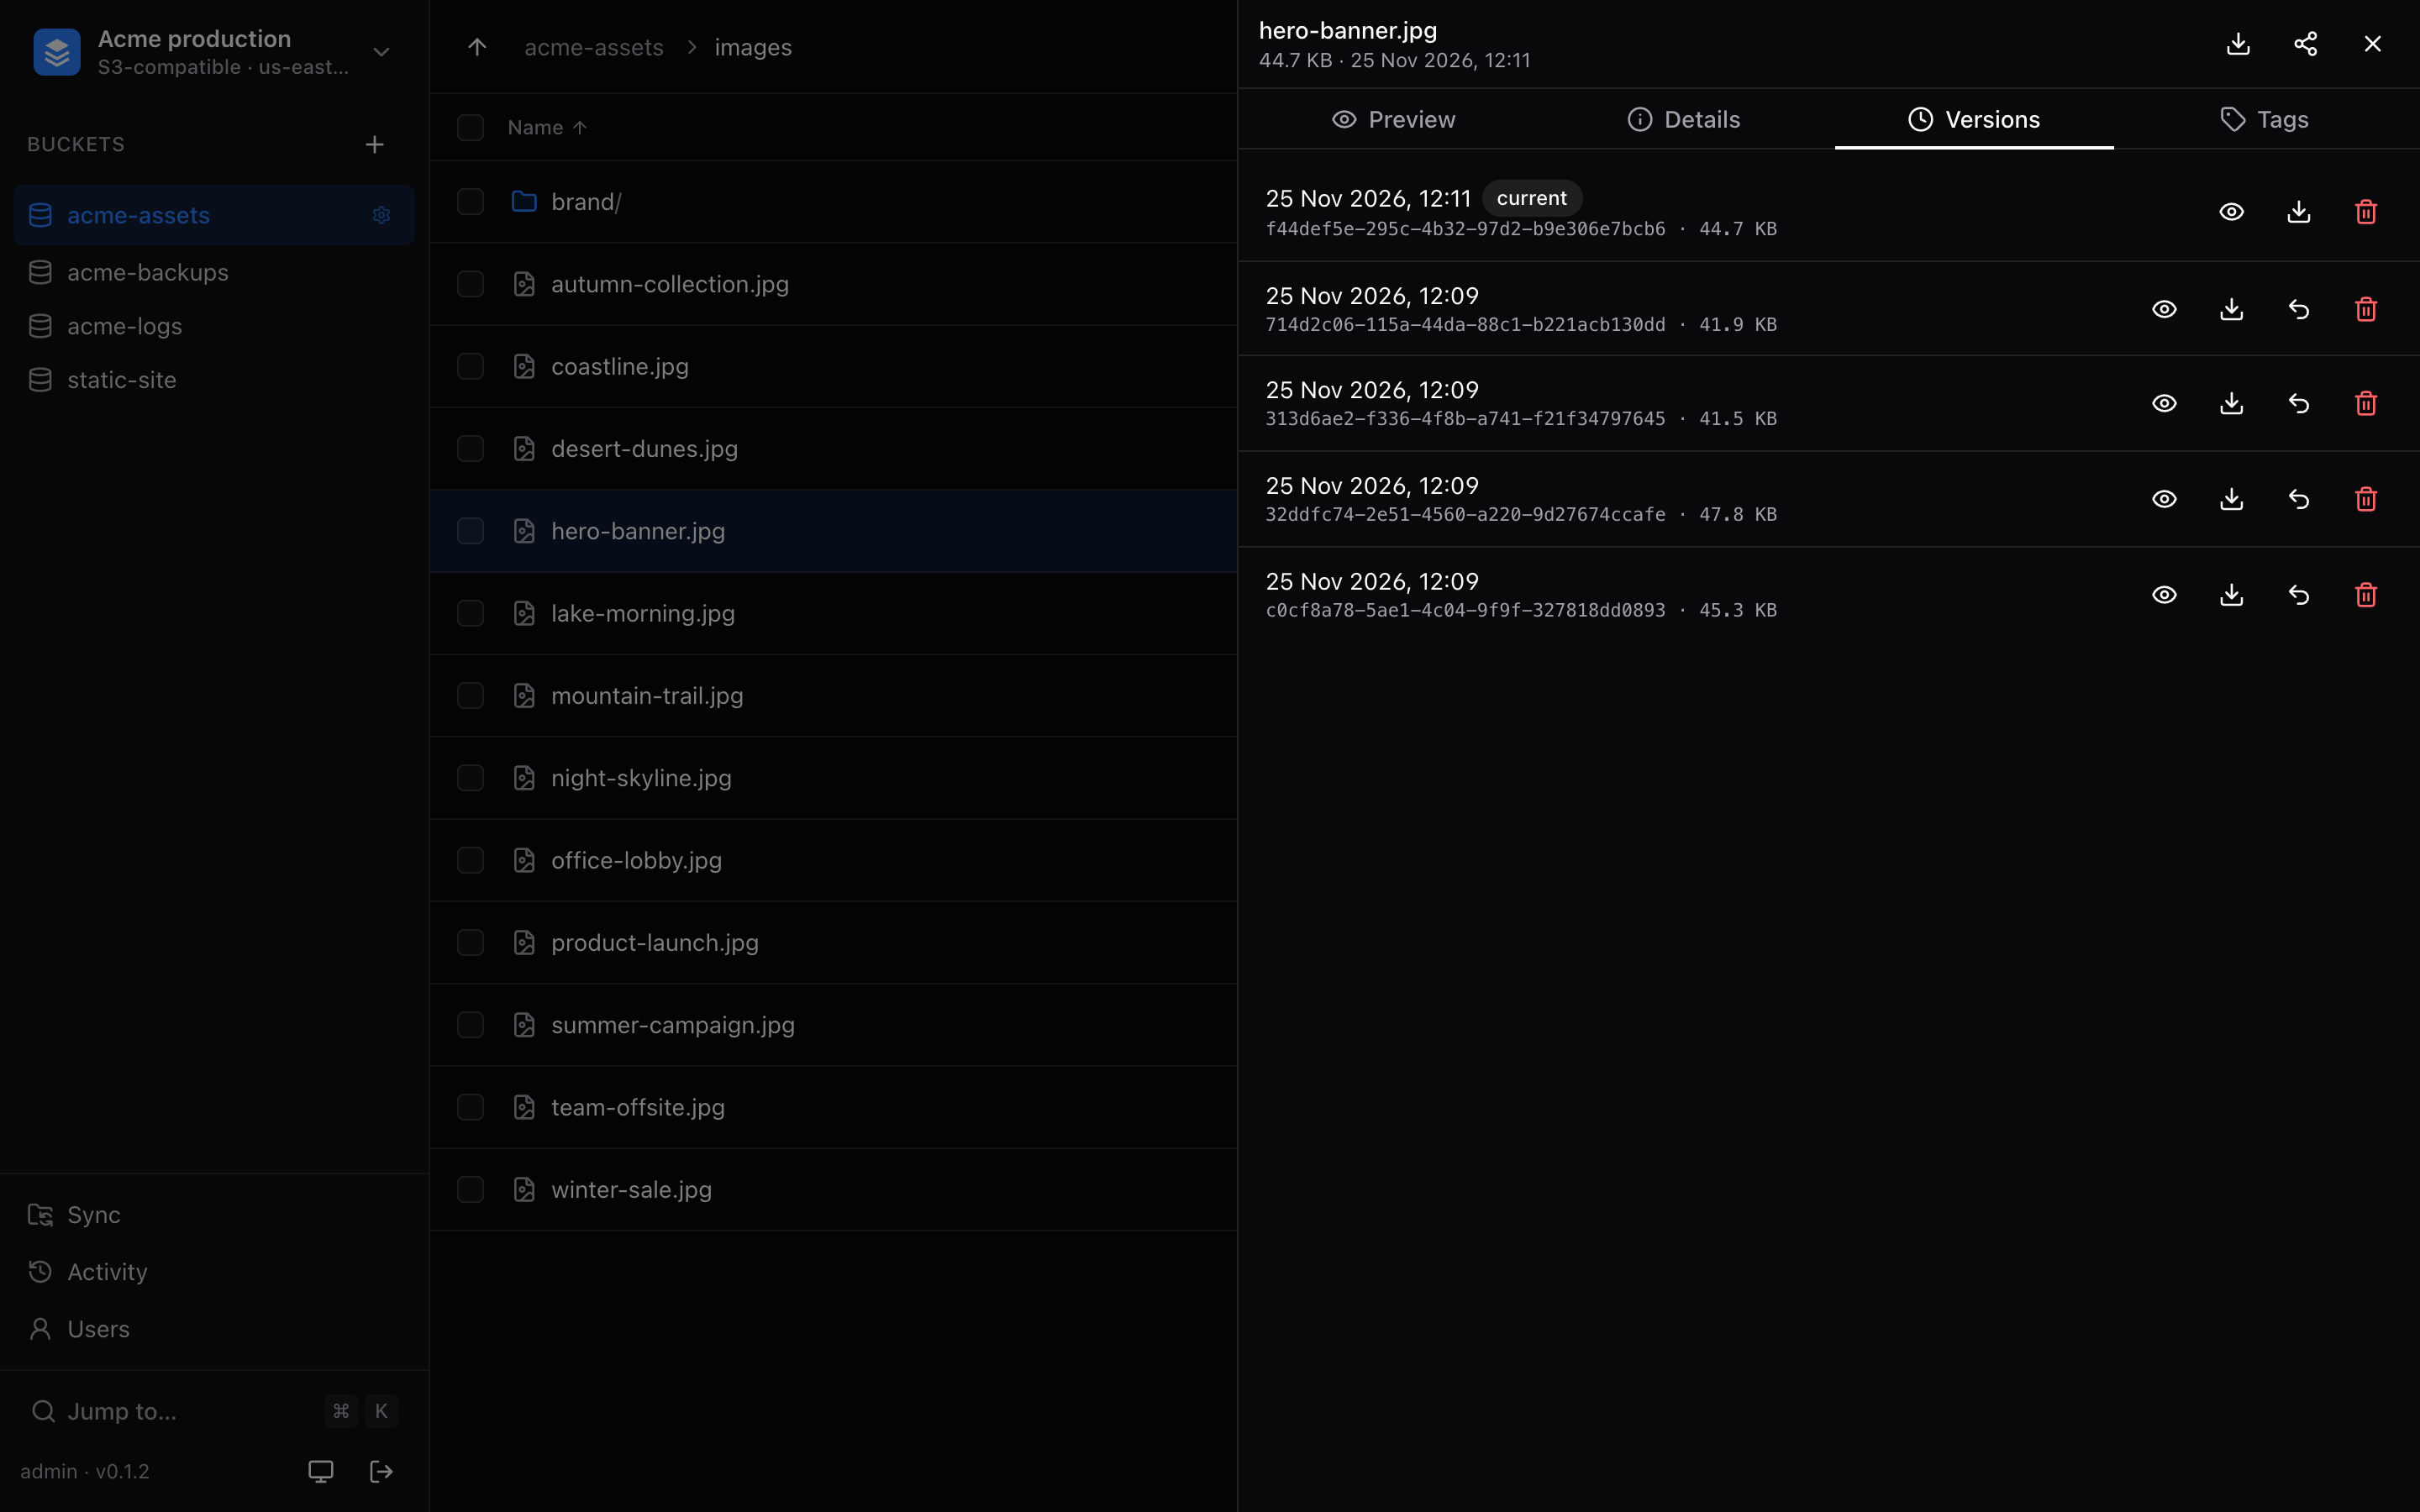 Acme production
S3-compatible · us-east...
BUCKETS
acme-assets
acme-backups
acme-logs
static-site
Sync
Activity
Users
Jump to...
⌘ K
admin · v0.1.2
acme-assets > images
Name ↑
brand/
autumn-collection.jpg
coastline.jpg
desert-dunes.jpg
hero-banner.jpg
lake-morning.jpg
mountain-trail.jpg
night-skyline.jpg
office-lobby.jpg
product-launch.jpg
summer-campaign.jpg
team-offsite.jpg
winter-sale.jpg
hero-banner.jpg
44.7 KB · 25 Nov 2026, 12:11
Preview Details Versions Tags
25 Nov 2026, 12:11 current
f44def5e-295c-4b32-97d2-b9e306e7bcb6 · 44.7 KB
25 Nov 2026, 12:09
714d2c06-115a-44da-88c1-b221acb130dd · 41.9 KB
25 Nov 2026, 12:09
313d6ae2-f336-4f8b-a741-f21f34797645 · 41.5 KB
25 Nov 2026, 12:09
32ddfc74-2e51-4560-a220-9d27674ccafe · 47.8 KB
25 Nov 2026, 12:09
c0cf8a78-5ae1-4c04-9f9f-327818dd0893 · 45.3 KB